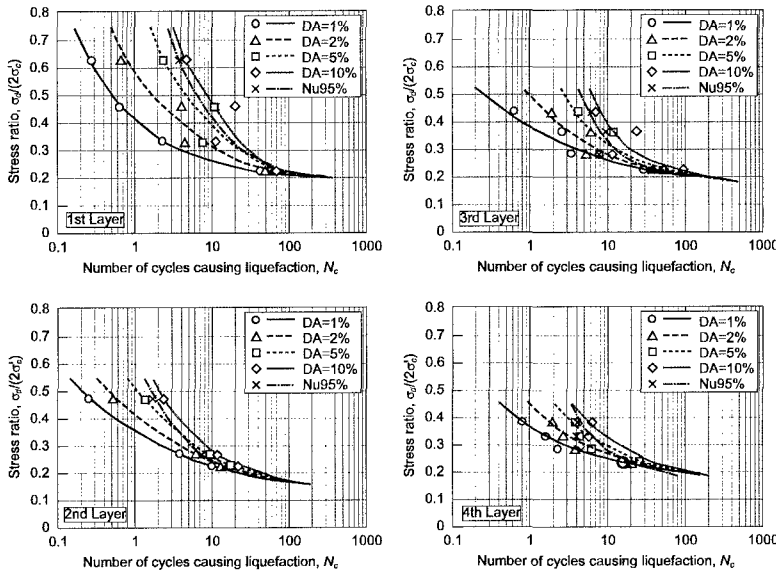 0.8
0.7
0.6
0.5
0.4
0.3
0.2
0.1
0
Stress ratio, σd/(2σ'c)
DA=1%
DA=2%
DA=5%
DA=10%
Nu95%
1st Layer
0.1 1 10 100 1000
Number of cycles causing liquefaction, Nc
0.8
0.7
0.6
0.5
0.4
0.3
0.2
0.1
0
Stress ratio, σd/(2σ'c)
DA=1%
DA=2%
DA=5%
DA=10%
Nu95%
3rd Layer
0.1 1 10 100 1000
Number of cycles causing liquefaction, Nc
0.8
0.7
0.6
0.5
0.4
0.3
0.2
0.1
0
Stress ratio, σd/(2σ'c)
DA=1%
DA=2%
DA=5%
DA=10%
Nu95%
2nd Layer
0.1 1 10 100 1000
Number of cycles causing liquefaction, Nc
0.8
0.7
0.6
0.5
0.4
0.3
0.2
0.1
0
Stress ratio, σd/(2σ'c)
DA=1%
DA=2%
DA=5%
DA=10%
Nu95%
4th Layer
0.1 1 10 100 1000
Number of cycles causing liquefaction, Nc